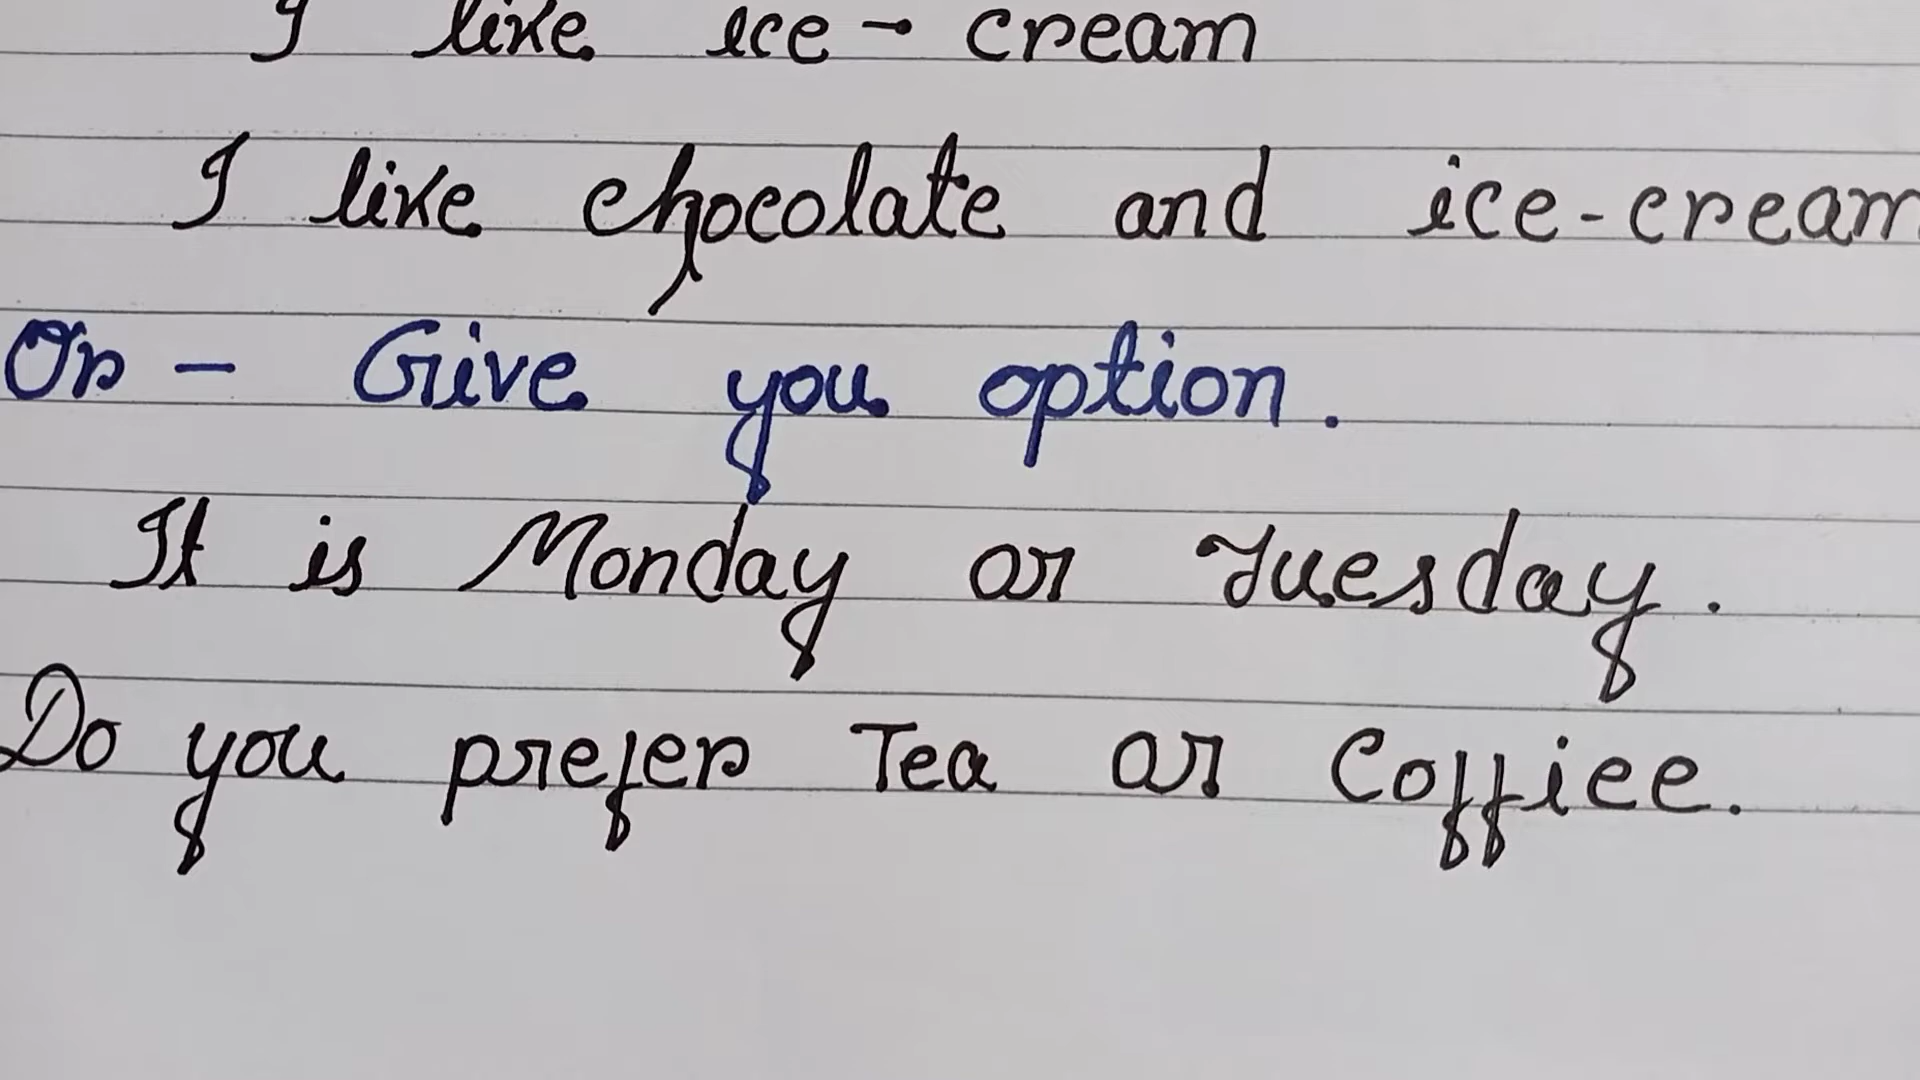 I like ice - cream
I like chocolate and ice-cream
Or - Give you option.
It is Monday or Tuesday.
Do you prefer Tea or Coffiee.